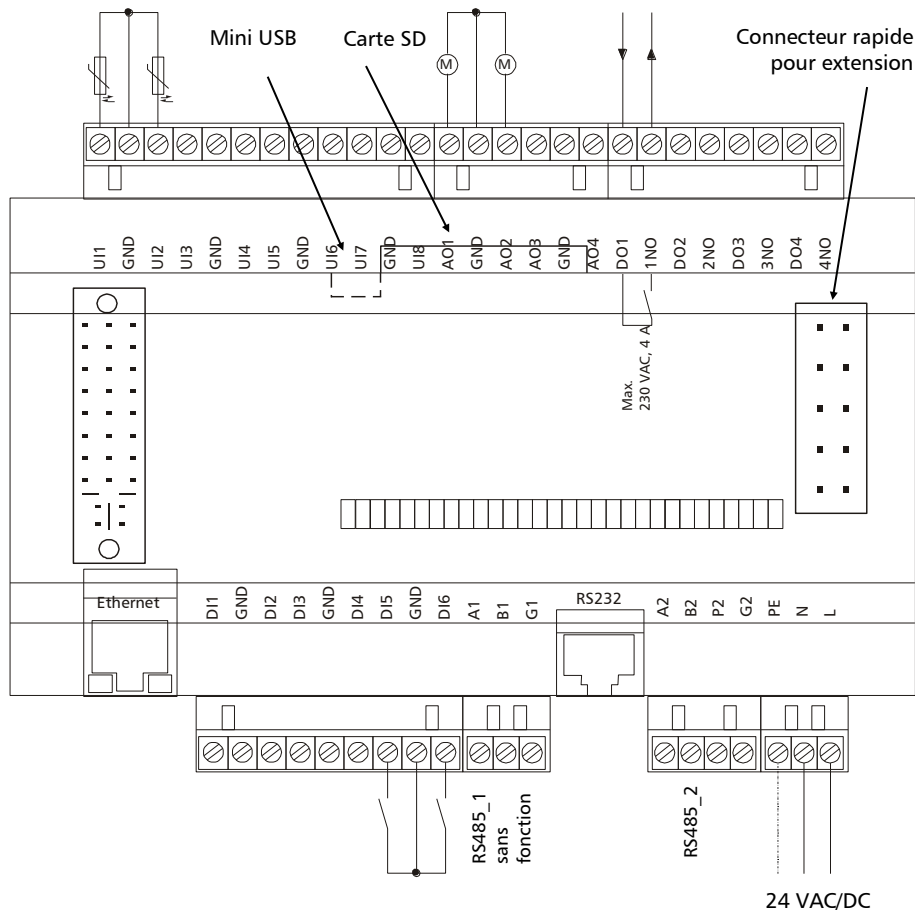 Mini USB
Carte SD
Connecteur rapide
pour extension
M
M
UI1
GND
UI2
UI3
GND
UI4
UI5
GND
UI6
UI7
GND
UI8
AO1
GND
AO2
AO3
GND
AO4
DO1
1NO
DO2
2NO
DO3
3NO
DO4
4NO
Max.
230 VAC, 4 A
Ethernet
DI1
GND
DI2
DI3
GND
DI4
DI5
GND
DI6
A1
B1
G1
RS232
A2
B2
P2
G2
PE
N
L
RS485_1
sans
fonction
RS485_2
24 VAC/DC